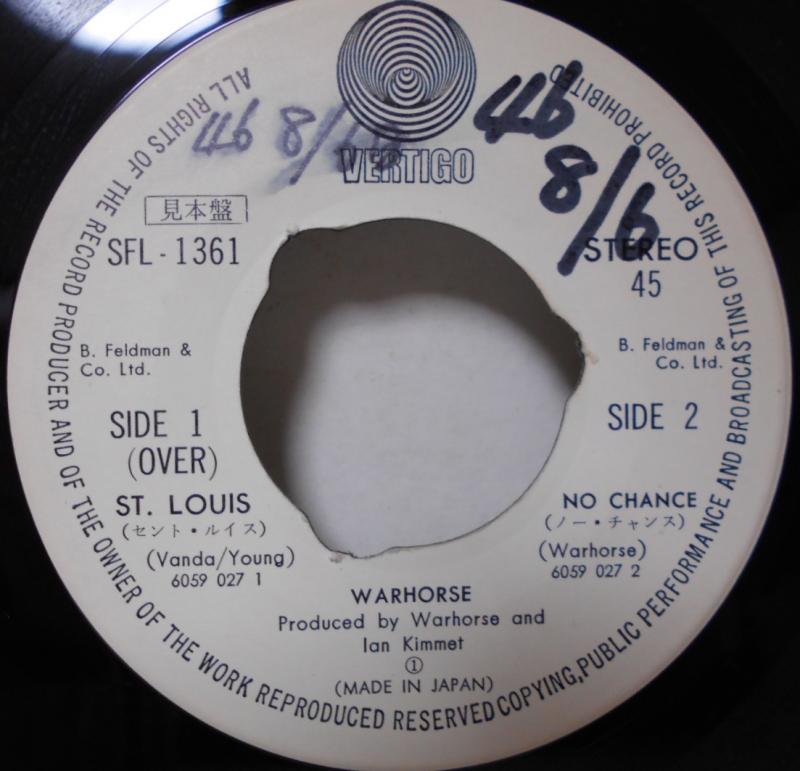 VERTIGO
46 8/
46
8/6
見本盤
SFL-1361
STEREO
45
B. Feldman &
Co. Ltd.
B. Feldman &
Co. Ltd.
SIDE 1
(OVER)
SIDE 2
ST. LOUIS
(セント・ルイス)
(Vanda/Young)
6059 027 1
NO CHANCE
(ノー・チャンス)
(Warhorse)
6059 027 2
WARHORSE
Produced by Warhorse and
Ian Kimmet
①
(MADE IN JAPAN)
ALL RIGHTS OF THE RECORD PRODUCER AND OF THE OWNER OF THE WORK REPRODUCED RESERVED COPYING, PUBLIC PERFORMANCE AND BROADCASTING OF THIS RECORD PROHIBITED